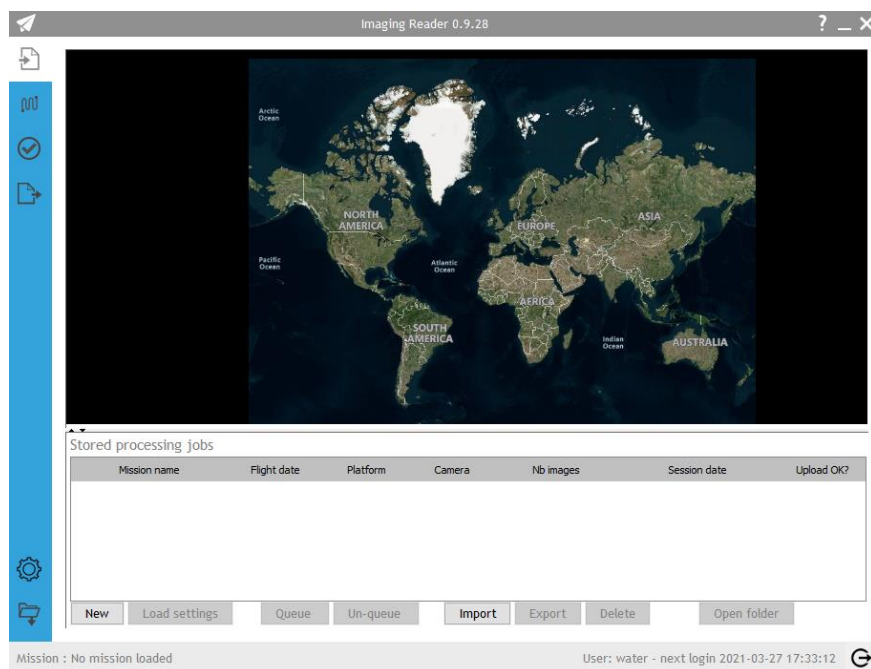 Imaging Reader 0.9.28
?
Arctic
Ocean
NORTH
AMERICA
EUROPE
ASIA
Pacific
Ocean
Atlantic
Ocean
AFRICA
SOUTH
AMERICA
Indian
Ocean
AUSTRALIA
Stored processing jobs
Mission name Flight date Platform Camera Nb images Session date Upload OK?
New Load settings Queue Un-queue Import Export Delete Open folder
Mission : No mission loaded User: water - next login 2021-03-27 17:33:12